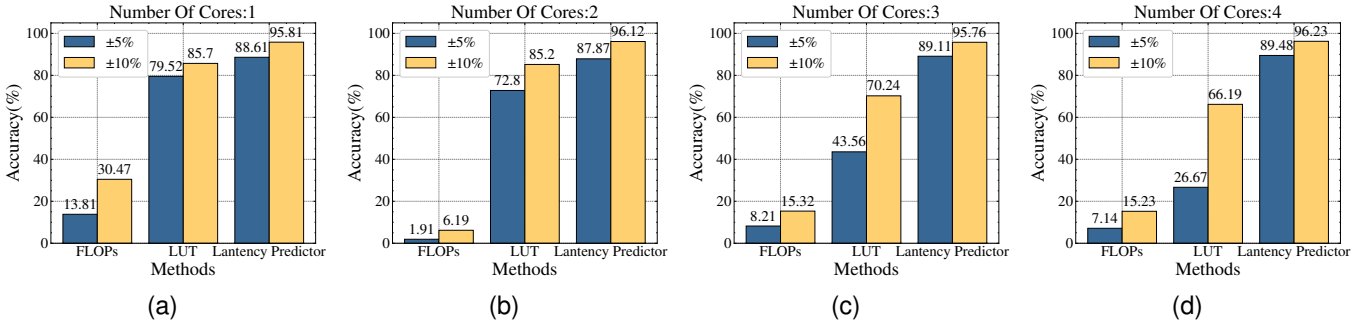 Number Of Cores:1
Accuracy(%)
100
80
60
40
20
0
±5%
±10%
13.81
30.47
79.52
85.7
88.61
95.81
FLOPs
LUT
Lantency Predictor
Methods
(a)
Number Of Cores:2
Accuracy(%)
100
80
60
40
20
0
±5%
±10%
1.91
6.19
72.8
85.2
87.87
96.12
FLOPs
LUT
Lantency Predictor
Methods
(b)
Number Of Cores:3
Accuracy(%)
100
80
60
40
20
0
±5%
±10%
8.21
15.32
43.56
70.24
89.11
95.76
FLOPs
LUT
Lantency Predictor
Methods
(c)
Number Of Cores:4
Accuracy(%)
100
80
60
40
20
0
±5%
±10%
7.14
15.23
26.67
66.19
89.48
96.23
FLOPs
LUT
Lantency Predictor
Methods
(d)